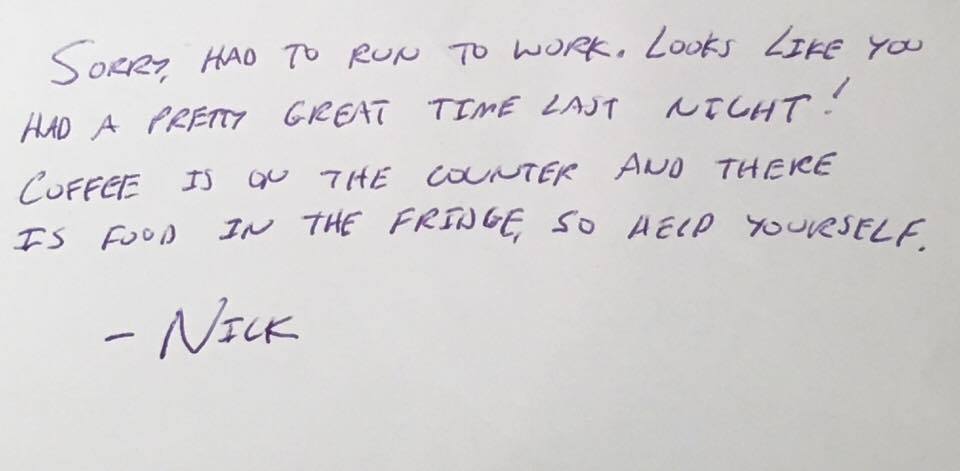 SORRY, HAD TO RUN TO WORK. LOOKS LIKE YOU
HAD A PRETTY GREAT TIME LAST NIGHT!
COFFEE IS ON THE COUNTER AND THERE
IS FOOD IN THE FRINGE, SO HELP YOURSELF.
- NICK